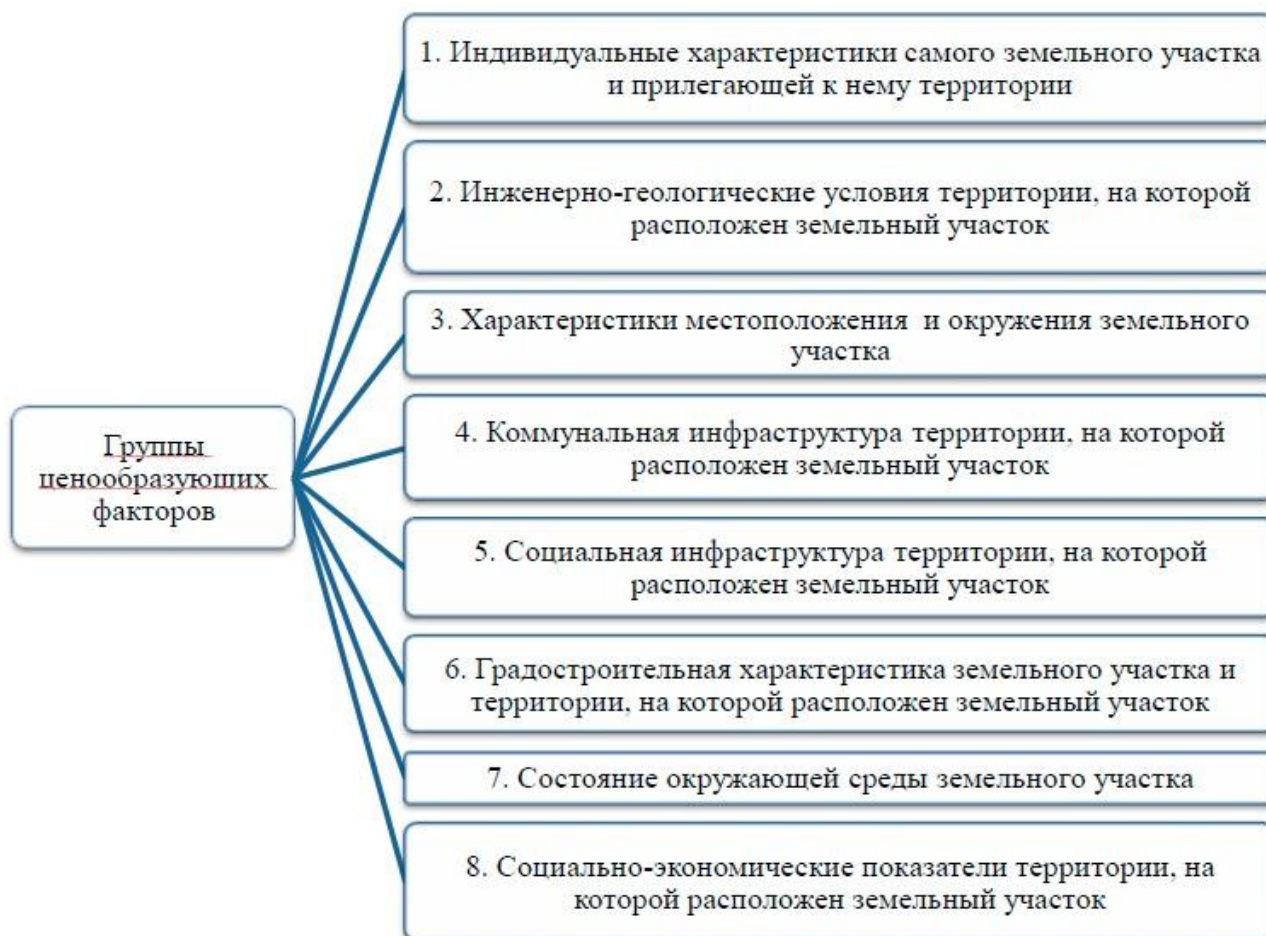 1. Индивидуальные характеристики самого земельного участка
и прилегающей к нему территории
2. Инженерно-геологические условия территории, на которой
расположен земельный участок
3. Характеристики местоположения и окружения земельного
участка
Группы
ценообразующих
факторов
4. Коммунальная инфраструктура территории, на которой
расположен земельный участок
5. Социальная инфраструктура территории, на которой
расположен земельный участок
6. Градостроительная характеристика земельного участка и
территории, на которой расположен земельный участок
7. Состояние окружающей среды земельного участка
8. Социально-экономические показатели территории, на
которой расположен земельный участок